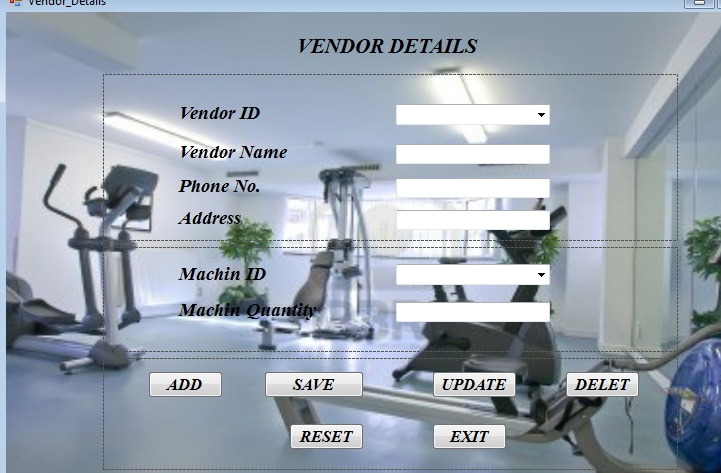 Vendor_Details
VENDOR DETAILS
Vendor ID
Vendor Name
Phone No.
Address
Machin ID
Machin Quantity
ADD SAVE UPDATE DELET
RESET EXIT